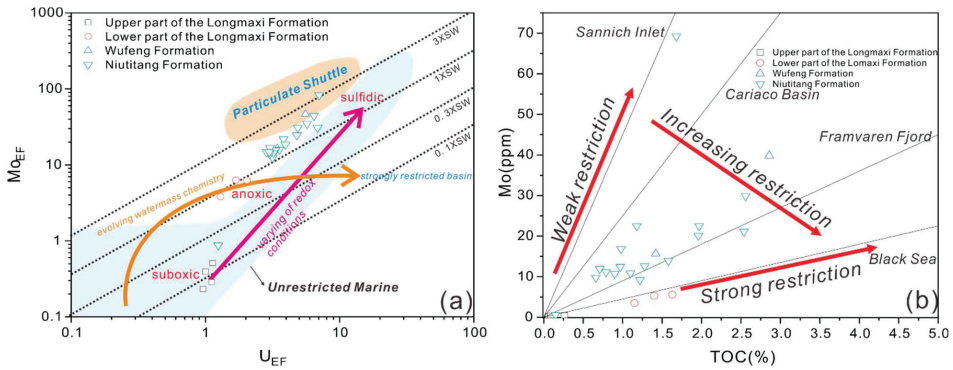 1000
100
10
1
0.1
Mo_EF
0.1
1
10
100
U_EF
Upper part of the Longmaxi Formation
Lower part of the Longmaxi Formation
Wufeng Formation
Niutitang Formation
3XSW
1XSW
0.3XSW
0.1XSW
Particulate Shuttle
sulfidic
anoxic
suboxic
evolving watermass chemistry
strongly restricted basin
varying of redox
conditions
Unrestricted Marine
(a)
70
60
50
40
30
20
10
0
Mo(ppm)
0.0
0.5
1.0
1.5
2.0
2.5
3.0
3.5
4.0
4.5
5.0
TOC(%)
Sannich Inlet
Upper part of the Longmaxi Formation
Lower part of the Lomaxi Formation
Wufeng Formation
Niutitang Formation
Cariaco Basin
Framvaren Fjord
Black Sea
Weak restriction
Increasing restriction
Strong restriction
(b)